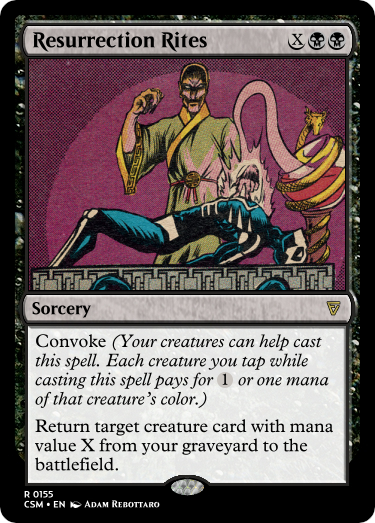 Resurrection Rites X
Sorcery
Convoke (Your creatures can help cast
this spell. Each creature you tap while
casting this spell pays for 1 or one mana
of that creature's color.)
Return target creature card with mana
value X from your graveyard to the
battlefield.
R 0155
CSM • EN Adam Rebottaro